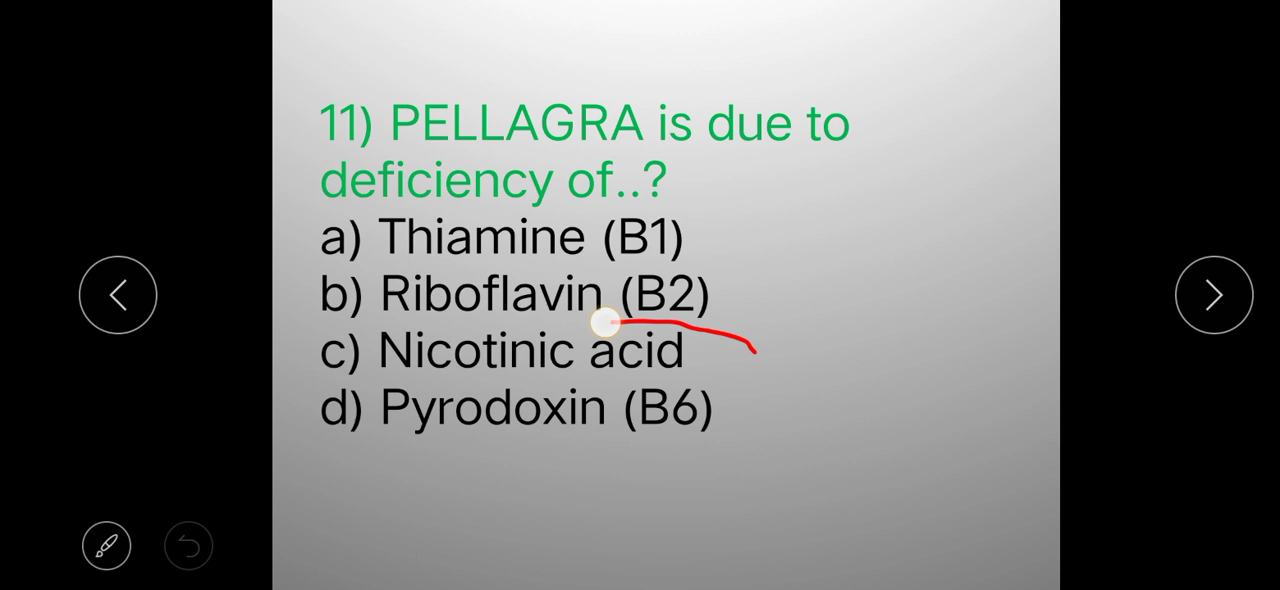 11) PELLAGRA is due to
deficiency of..?
a) Thiamine (B1)
b) Riboflavin (B2)
c) Nicotinic acid
d) Pyrodoxin (B6)